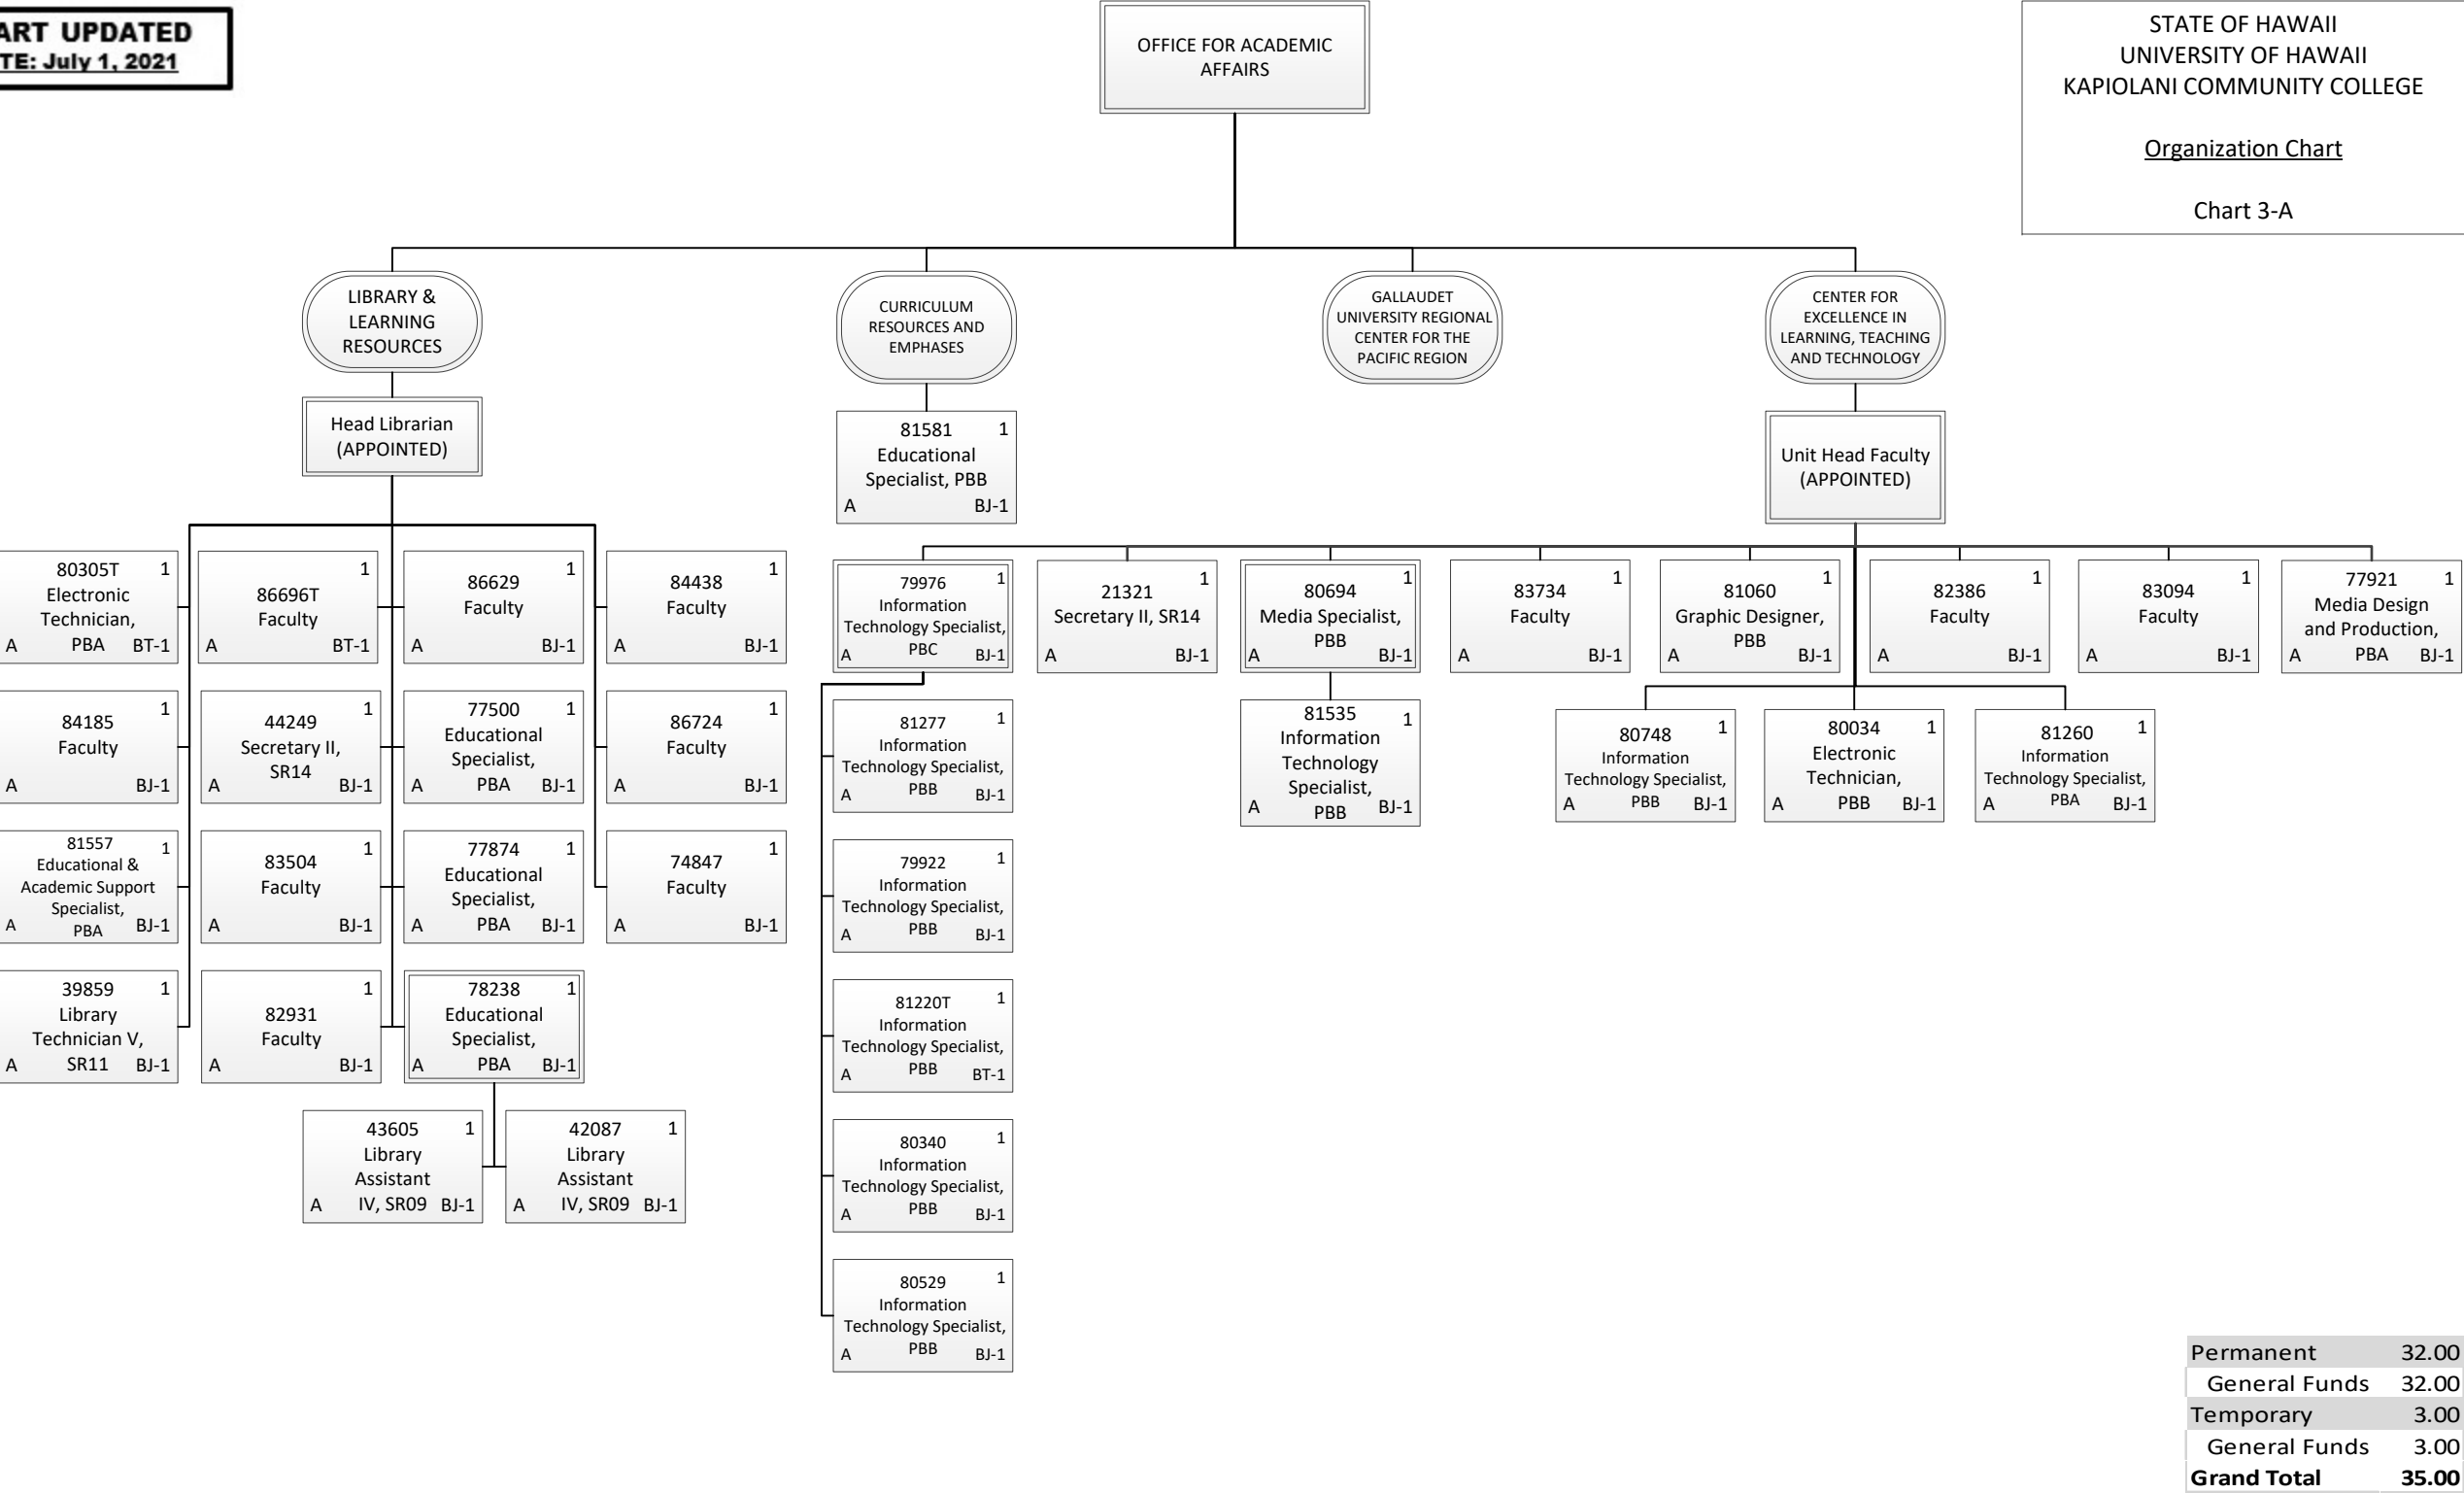 ART UPDATED
TE: July 1, 2021
OFFICE FOR ACADEMIC
AFFAIRS
STATE OF HAWAII
UNIVERSITY OF HAWAII
KAPIOLANI COMMUNITY COLLEGE
Organization Chart
Chart 3-A
LIBRARY &
LEARNING
RESOURCES
CURRICULUM
RESOURCES AND
EMPHASES
GALLAUDET
UNIVERSITY REGIONAL
CENTER FOR THE
PACIFIC REGION
CENTER FOR
EXCELLENCE IN
LEARNING, TEACHING
AND TECHNOLOGY
Head Librarian
(APPOINTED)
81581 1
Educational
Specialist, PBB
A BJ-1
Unit Head Faculty
(APPOINTED)
80305T 1
Electronic
Technician,
A PBA BT-1
1
86696T
Faculty
A BT-1
1
86629
Faculty
A BJ-1
1
84438
Faculty
A BJ-1
84185 1
Faculty
A BJ-1
44249 1
Secretary II,
SR14
A BJ-1
77500 1
Educational
Specialist,
A PBA BJ-1
86724 1
Faculty
A BJ-1
81557 1
Educational &
Academic Support
Specialist,
A PBA BJ-1
83504 1
Faculty
A BJ-1
77874 1
Educational
Specialist,
A PBA BJ-1
74847 1
Faculty
A BJ-1
39859 1
Library
Technician V,
A SR11 BJ-1
1
82931
Faculty
A BJ-1
78238 1
Educational
Specialist,
A PBA BJ-1
43605 1
Library
Assistant
A IV, SR09 BJ-1
42087 1
Library
Assistant
A IV, SR09 BJ-1
79976 1
Information
Technology Specialist,
PBC
A BJ-1
21321 1
Secretary II, SR14
A BJ-1
80694 1
Media Specialist,
PBB
A BJ-1
83734 1
Faculty
A BJ-1
81060 1
Graphic Designer,
PBB
A BJ-1
82386 1
Faculty
A BJ-1
83094 1
Faculty
A BJ-1
77921 1
Media Design
and Production,
A PBA BJ-1
81277 1
Information
Technology Specialist,
PBB
A BJ-1
81535 1
Information
Technology
Specialist,
A PBB BJ-1
80748 1
Information
Technology Specialist,
A PBB BJ-1
80034 1
Electronic
Technician,
A PBB BJ-1
81260 1
Information
Technology Specialist,
A PBA BJ-1
79922 1
Information
Technology Specialist,
PBB
A BJ-1
81220T 1
Information
Technology Specialist,
PBB
A BT-1
80340 1
Information
Technology Specialist,
PBB
A BJ-1
80529 1
Information
Technology Specialist,
PBB
A BJ-1
Permanent 32.00
General Funds 32.00
Temporary 3.00
General Funds 3.00
Grand Total 35.00